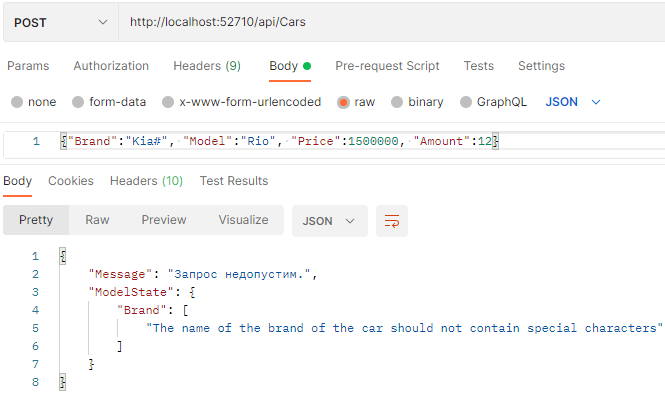 POST http://localhost:52710/api/Cars
Params Authorization Headers (9) Body Pre-request Script Tests Settings
none form-data x-www-form-urlencoded raw binary GraphQL JSON
1 {"Brand":"Kia#", "Model":"Rio", "Price":1500000, "Amount":12}
Body Cookies Headers (10) Test Results
Pretty Raw Preview Visualize JSON
1 {
2 "Message": "Запрос недопустим.",
3 "ModelState": {
4 "Brand": [
5 "The name of the brand of the car should not contain special characters"
6 ]
7 }
8 }